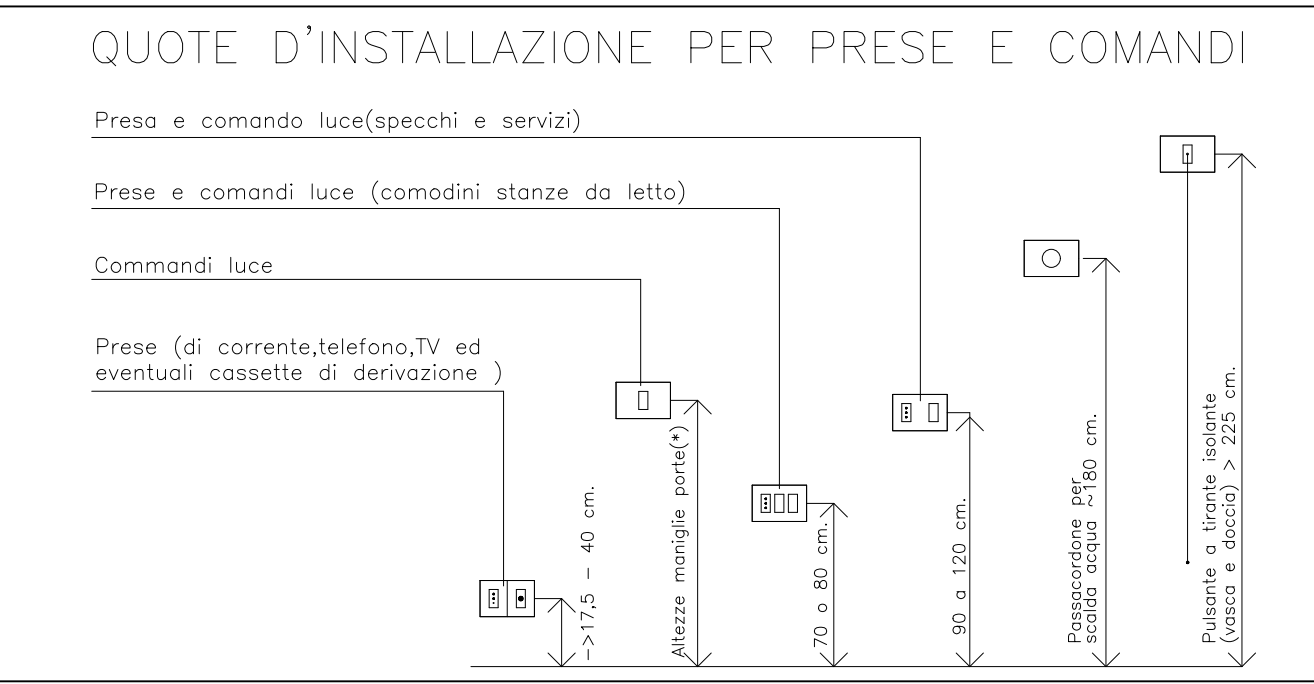 QUOTE D'INSTALLAZIONE PER PRESE E COMANDI
Presa e comando luce(specchi e servizi)
Prese e comandi luce (comodini stanze da letto)
Commandi luce
Prese (di corrente,telefono,TV ed
eventuali cassette di derivazione )
->17,5 - 40 cm.
Altezze maniglie porte(*)
70 o 80 cm.
90 a 120 cm.
Passacordone per
scalda acqua ~180 cm.
Pulsante a tirante isolante
(vasca e doccia) > 225 cm.